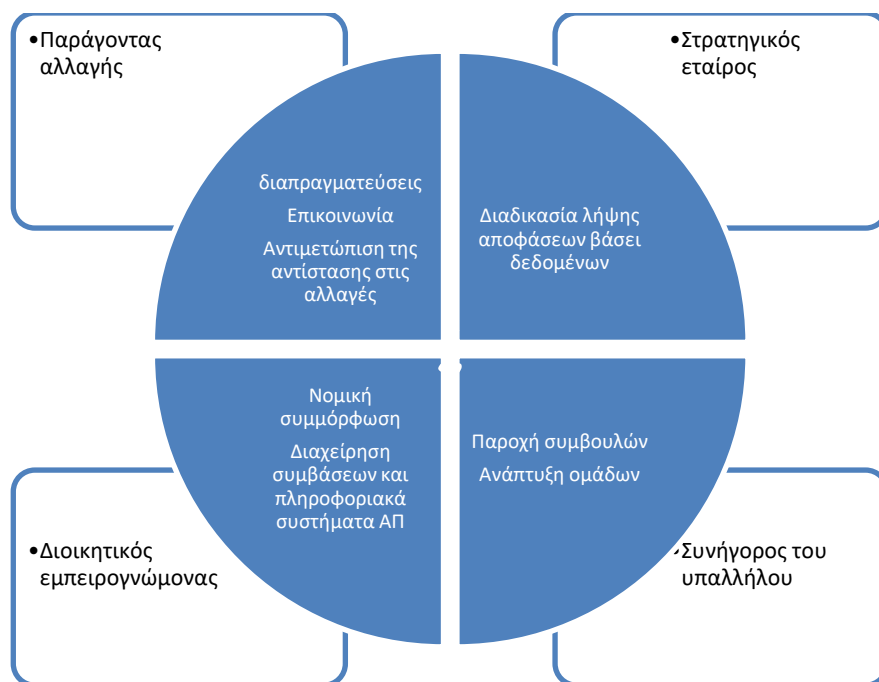 •Παράγοντας
αλλαγής
•Στρατηγικός
εταίρος
διαπραγματεύσεις
Επικοινωνία
Αντιμετώπιση της
αντίστασης στις
αλλαγές
Διαδικασία λήψης
αποφάσεων βάσει
δεδομένων
Νομική
συμμόρφωση
Διαχείρηση
συμβάσεων και
πληροφοριακά
συστήματα ΑΠ
Παροχή συμβουλών
Ανάπτυξη ομάδων
•Διοικητικός
εμπειρογνώμονας
•Συνήγορος του
υπαλλήλου